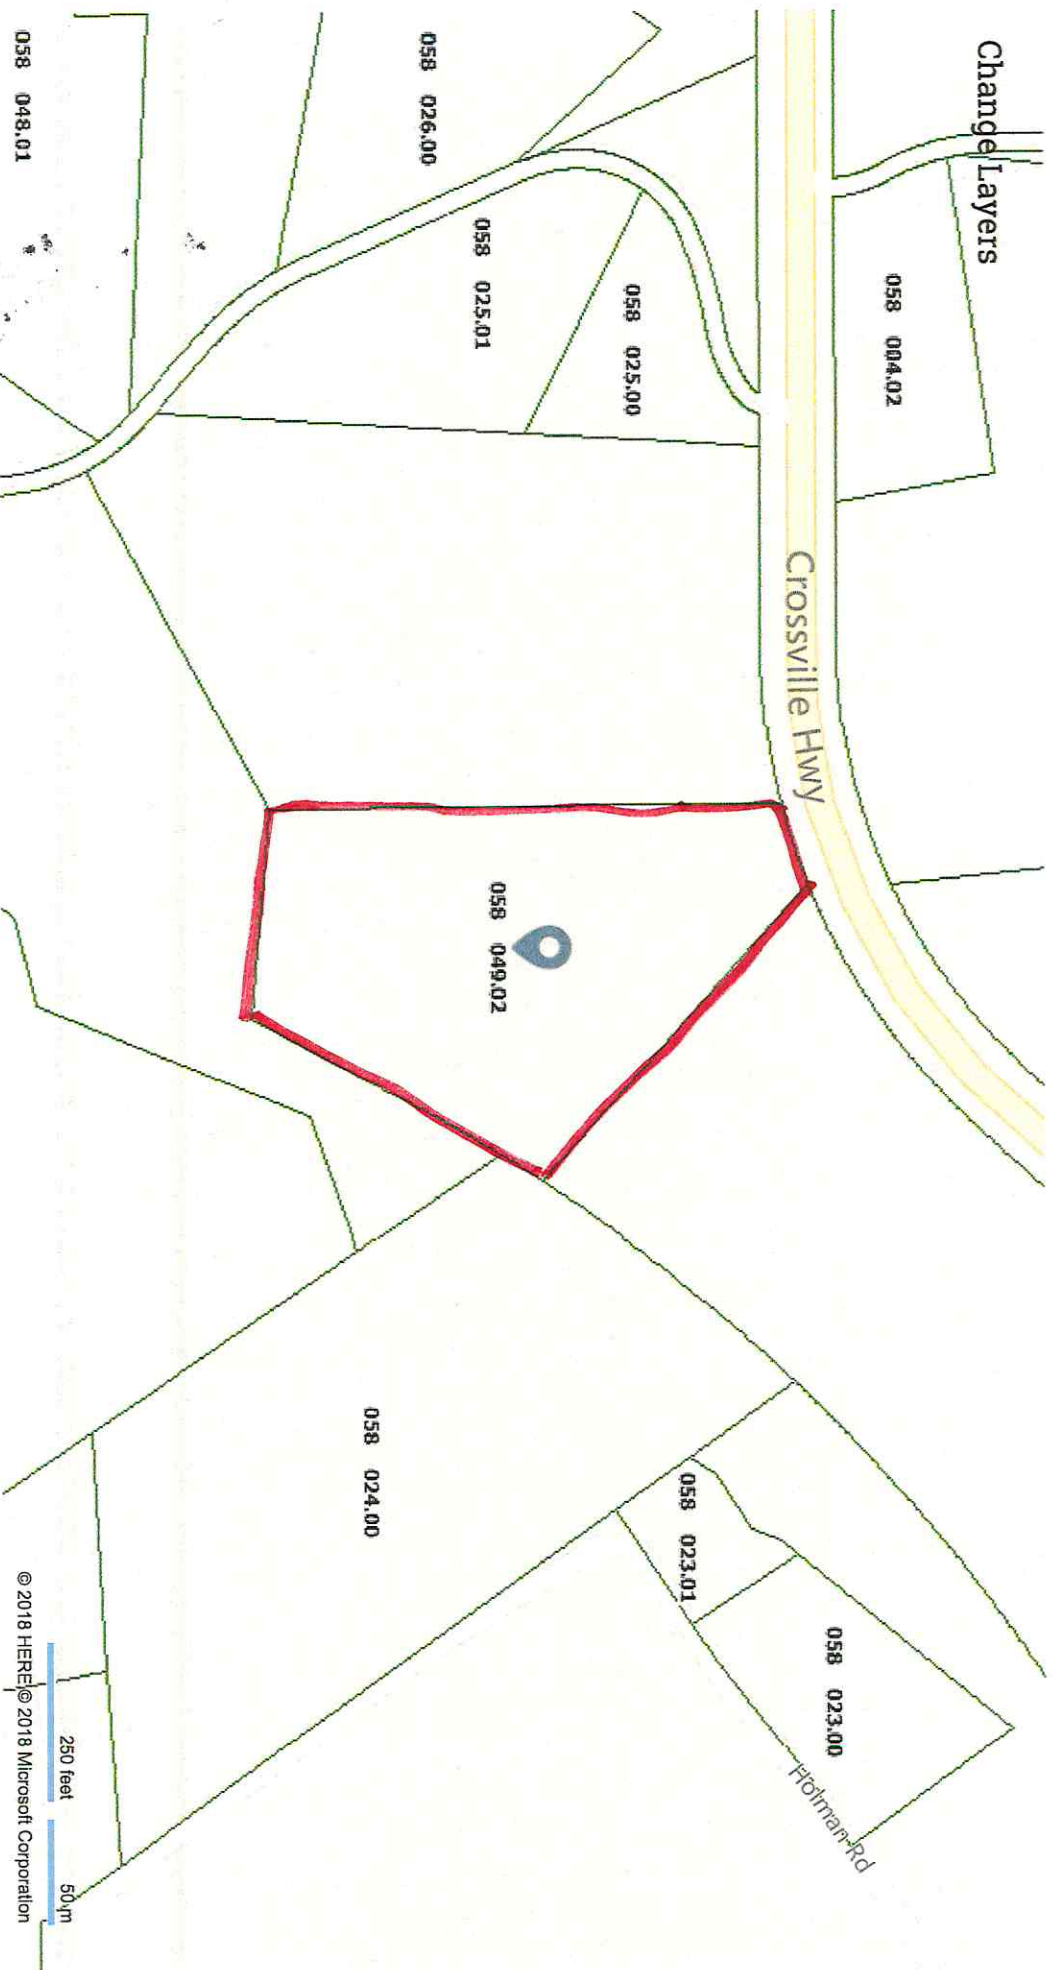 Change Layers
058 004.02
Crossville Hwy
058 025.00
058 025.01
058 026.00
058 048.01
058 049.02
058 024.00
058 023.01
058 023.00
Holman Rd
250 feet
50 m
© 2018 HERE © 2018 Microsoft Corporation